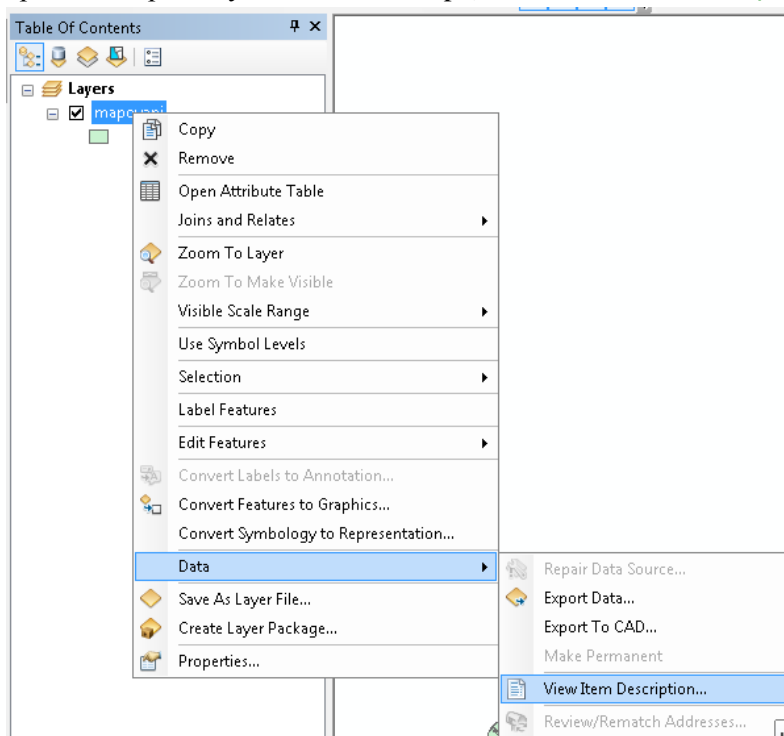 Table Of Contents
Layers
Copy
Remove
Open Attribute Table
Joins and Relates
Zoom To Layer
Zoom To Make Visible
Visible Scale Range
Use Symbol Levels
Selection
Label Features
Edit Features
Convert Labels to Annotation...
Convert Features to Graphics...
Convert Symbology to Representation...
Data
Save As Layer File...
Create Layer Package...
Properties...
Repair Data Source...
Export Data...
Export To CAD...
Make Permanent
View Item Description...
Review/Rematch Addresses...